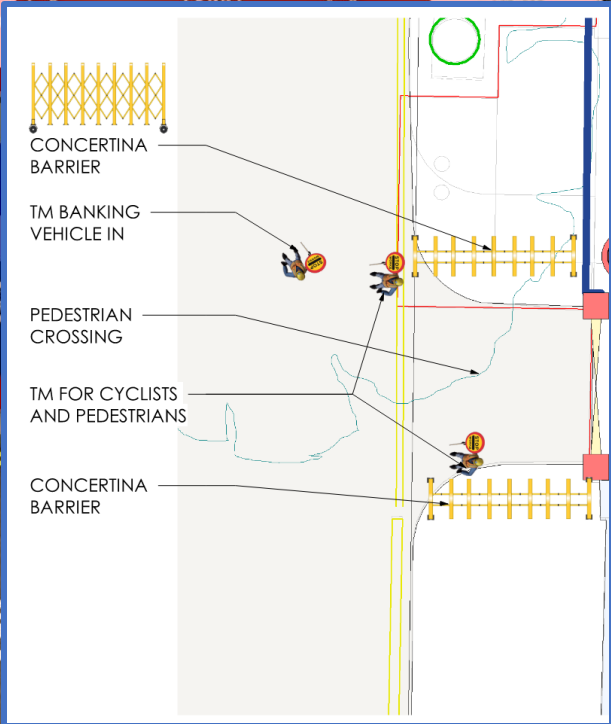 CONCERTINA
BARRIER
TM BANKING
VEHICLE IN
PEDESTRIAN
CROSSING
TM FOR CYCLISTS
AND PEDESTRIANS
CONCERTINA
BARRIER